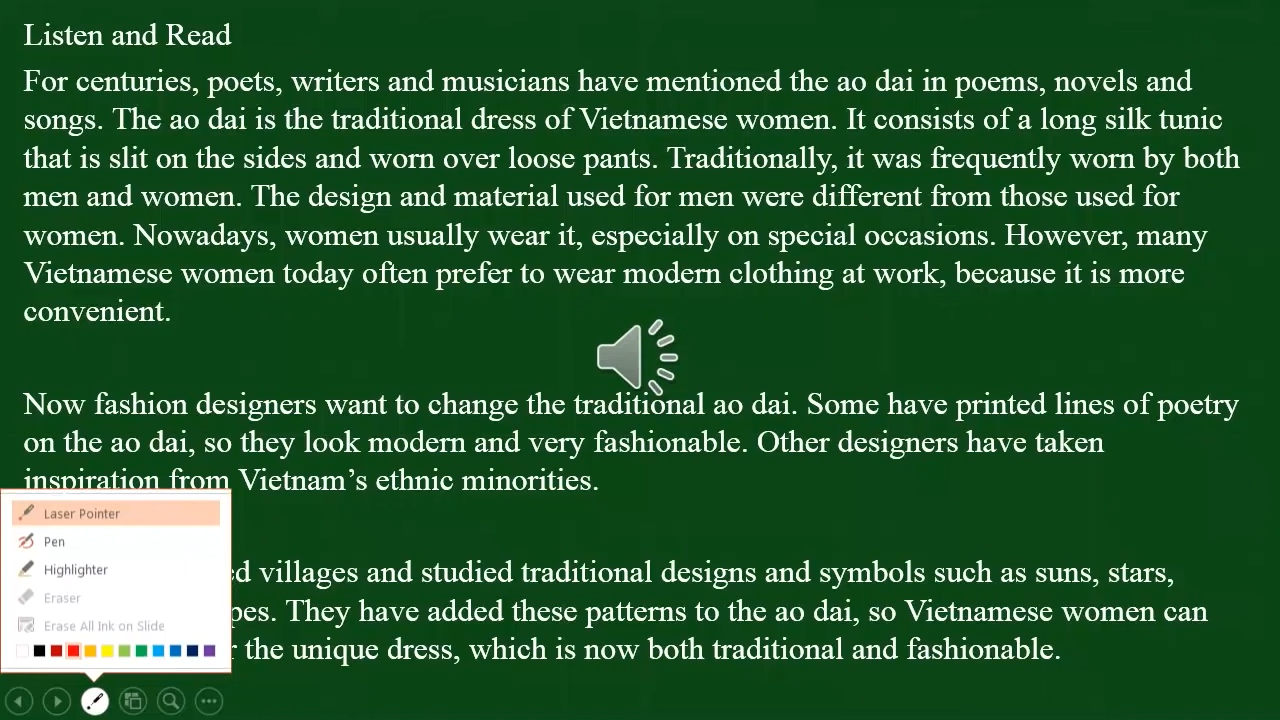 Listen and Read
For centuries, poets, writers and musicians have mentioned the ao dai in poems, novels and
songs. The ao dai is the traditional dress of Vietnamese women. It consists of a long silk tunic
that is slit on the sides and worn over loose pants. Traditionally, it was frequently worn by both
men and women. The design and material used for men were different from those used for
women. Nowadays, women usually wear it, especially on special occasions. However, many
Vietnamese women today often prefer to wear modern clothing at work, because it is more
convenient.
Now fashion designers want to change the traditional ao dai. Some have printed lines of poetry
on the ao dai, so they look modern and very fashionable. Other designers have taken
inspiration from Vietnam’s ethnic minorities.
villages and studied traditional designs and symbols such as suns, stars,
They have added these patterns to the ao dai, so Vietnamese women can
the unique dress, which is now both traditional and fashionable.
Laser Pointer
Pen
Highlighter
Eraser
Erase All Ink on Slide